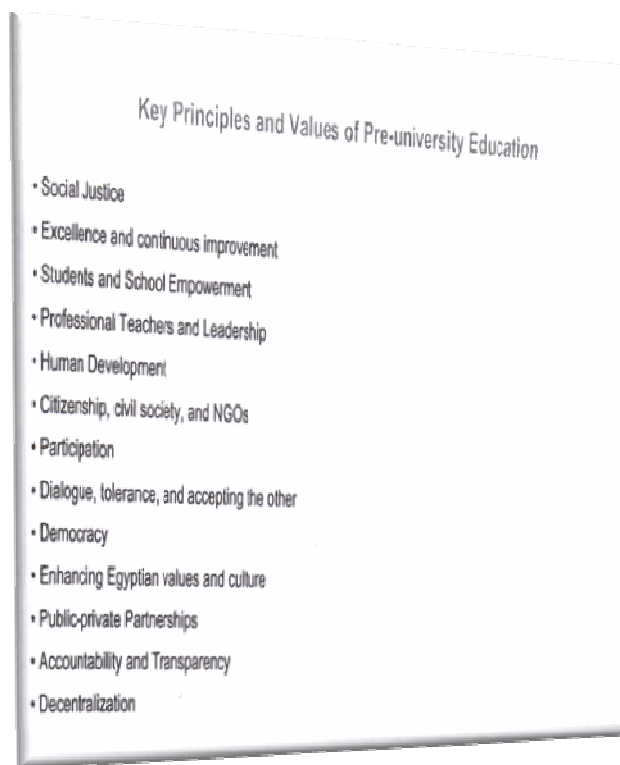 Key Principles and Values of Pre-university Education
• Social Justice
• Excellence and continuous improvement
• Students and School Empowerment
• Professional Teachers and Leadership
• Human Development
• Citizenship, civil society, and NGOs
• Participation
• Dialogue, tolerance, and accepting the other
• Democracy
• Enhancing Egyptian values and culture
• Public-private Partnerships
• Accountability and Transparency
• Decentralization